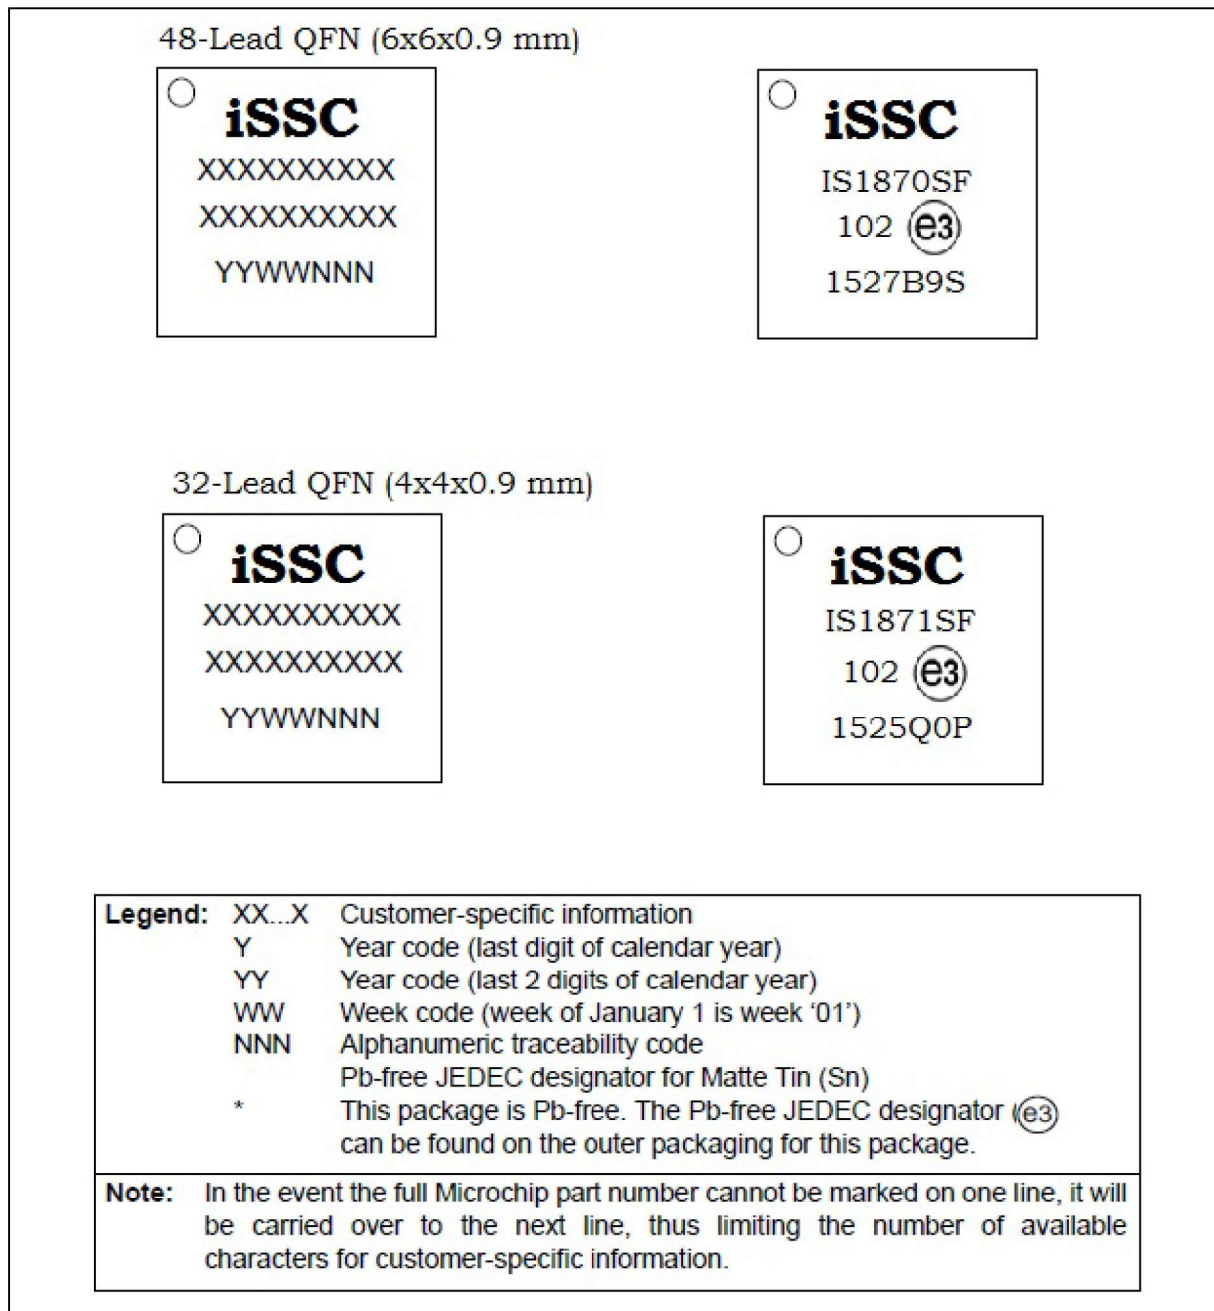 48-Lead QFN (6x6x0.9 mm)
iSSC
XXXXXXXXXX
XXXXXXXXXX
YYWWNNN
iSSC
IS1870SF
102 e3
1527B9S
32-Lead QFN (4x4x0.9 mm)
iSSC
XXXXXXXXXX
XXXXXXXXXX
YYWWNNN
iSSC
IS1871SF
102 e3
1525Q0P
Legend: XX...X Customer-specific information
Y Year code (last digit of calendar year)
YY Year code (last 2 digits of calendar year)
WW Week code (week of January 1 is week ‘01’)
NNN Alphanumeric traceability code
Pb-free JEDEC designator for Matte Tin (Sn)
* This package is Pb-free. The Pb-free JEDEC designator (e3)
can be found on the outer packaging for this package.
Note: In the event the full Microchip part number cannot be marked on one line, it will
be carried over to the next line, thus limiting the number of available
characters for customer-specific information.